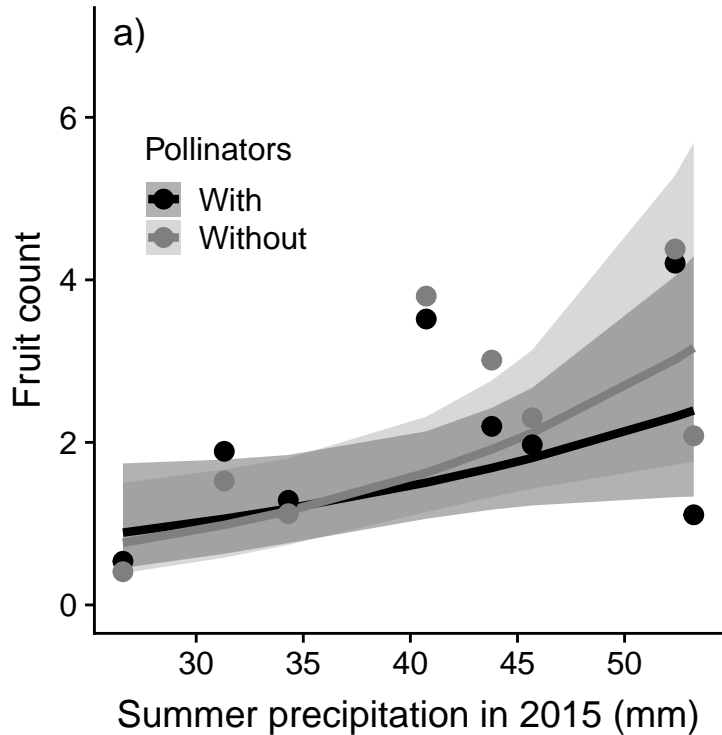 a)
6
4
2
0
Fruit count
Pollinators
With
Without
30 35 40 45 50
Summer precipitation in 2015 (mm)